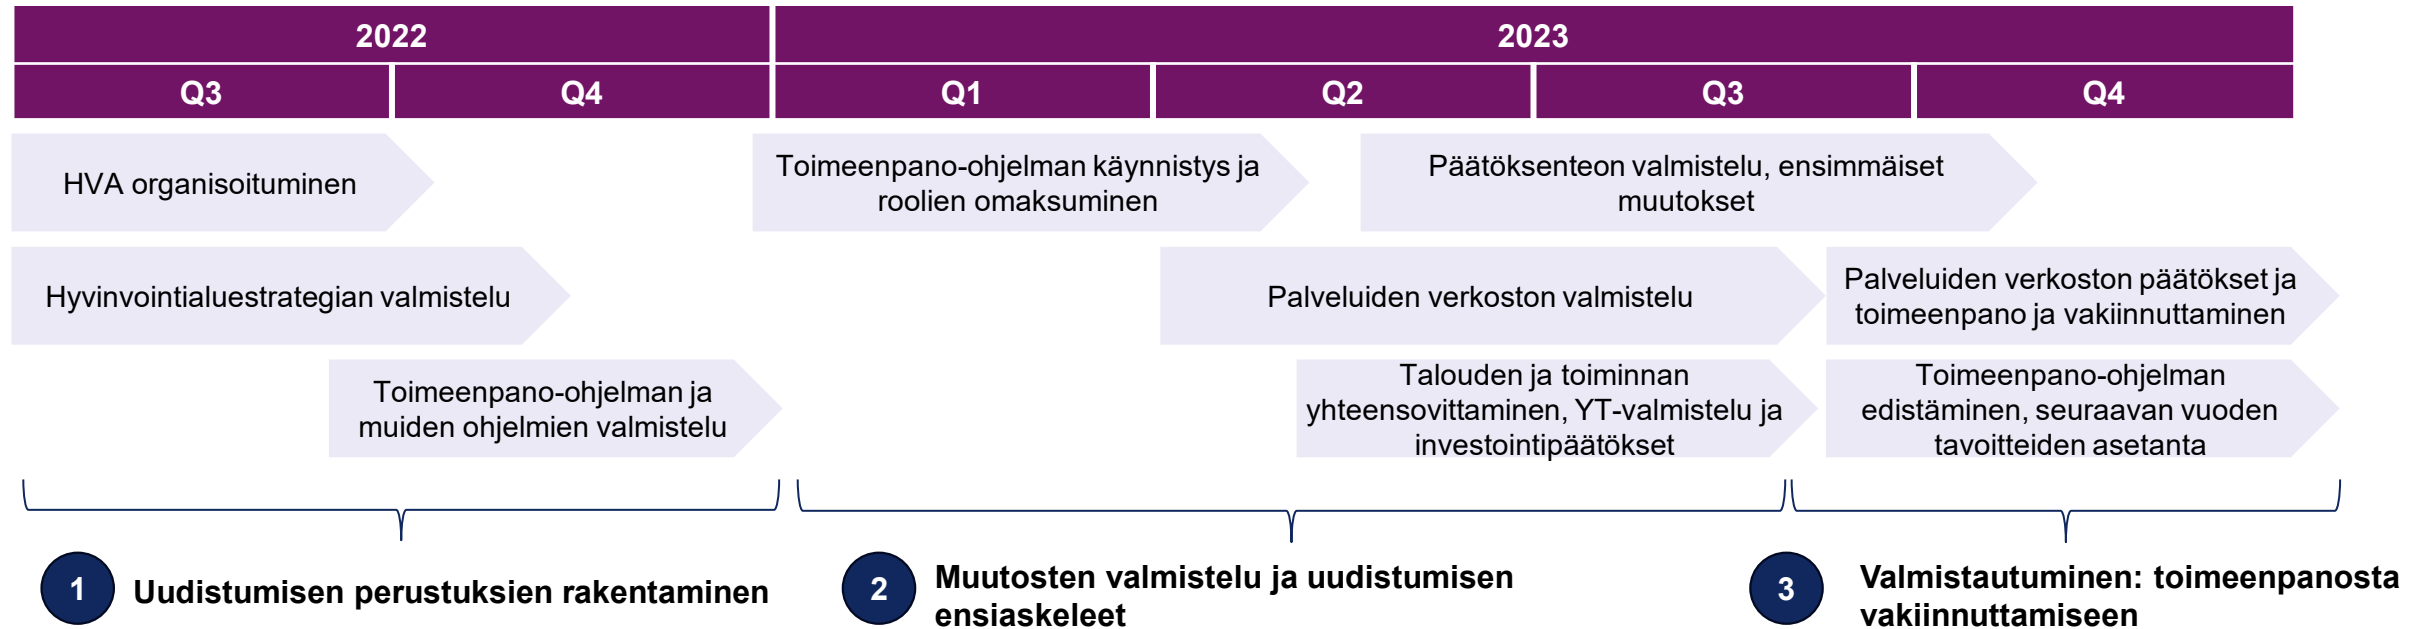 2022
2023
Q3
Q4
Q1
Q2
Q3
Q4
HVA organisoituminen
Toimeenpano-ohjelman käynnistys ja
roolien omaksuminen
Päätöksenteon valmistelu, ensimmäiset
muutokset
Hyvinvointialuestrategian valmistelu
Palveluiden verkoston valmistelu
Palveluiden verkoston päätökset ja
toimeenpano ja vakiinnuttaminen
Toimeenpano-ohjelman ja
muiden ohjelmien valmistelu
Talouden ja toiminnan
yhteensovittaminen, YT-valmistelu ja
investointipäätökset
Toimeenpano-ohjelman
edistäminen, seuraavan vuoden
tavoitteiden asetanta
1
Uudistumisen perustuksien rakentaminen
2
Muutosten valmistelu ja uudistumisen
ensiaskeleet
3
Valmistautuminen: toimeenpanosta
vakiinnuttamiseen